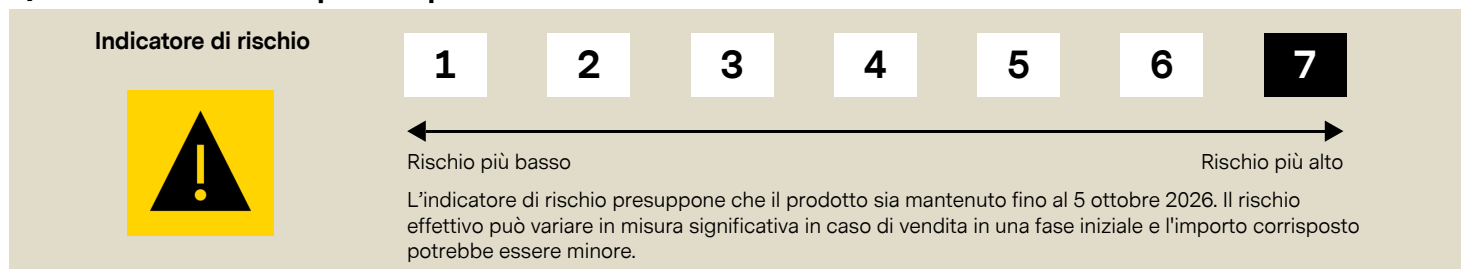 Indicatore di rischio
1 2 3 4 5 6 7
Rischio più basso Rischio più alto
L'indicatore di rischio presuppone che il prodotto sia mantenuto fino al 5 ottobre 2026. Il rischio
effettivo può variare in misura significativa in caso di vendita in una fase iniziale e l'importo corrisposto
potrebbe essere minore.